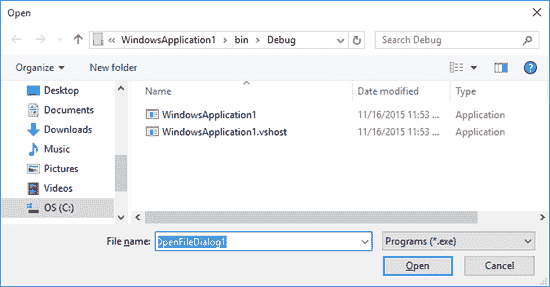 Open
« WindowsApplication1 › bin › Debug
Search Debug
Organize
New folder
Desktop
Documents
Downloads
Music
Pictures
Videos
OS (C:)
Name Date modified Type
WindowsApplication1 11/16/2015 11:53 ... Application
WindowsApplication1.vshost 11/16/2015 11:53 ... Application
File name: OpenFileDialog1
Programs (*.exe)
Open Cancel